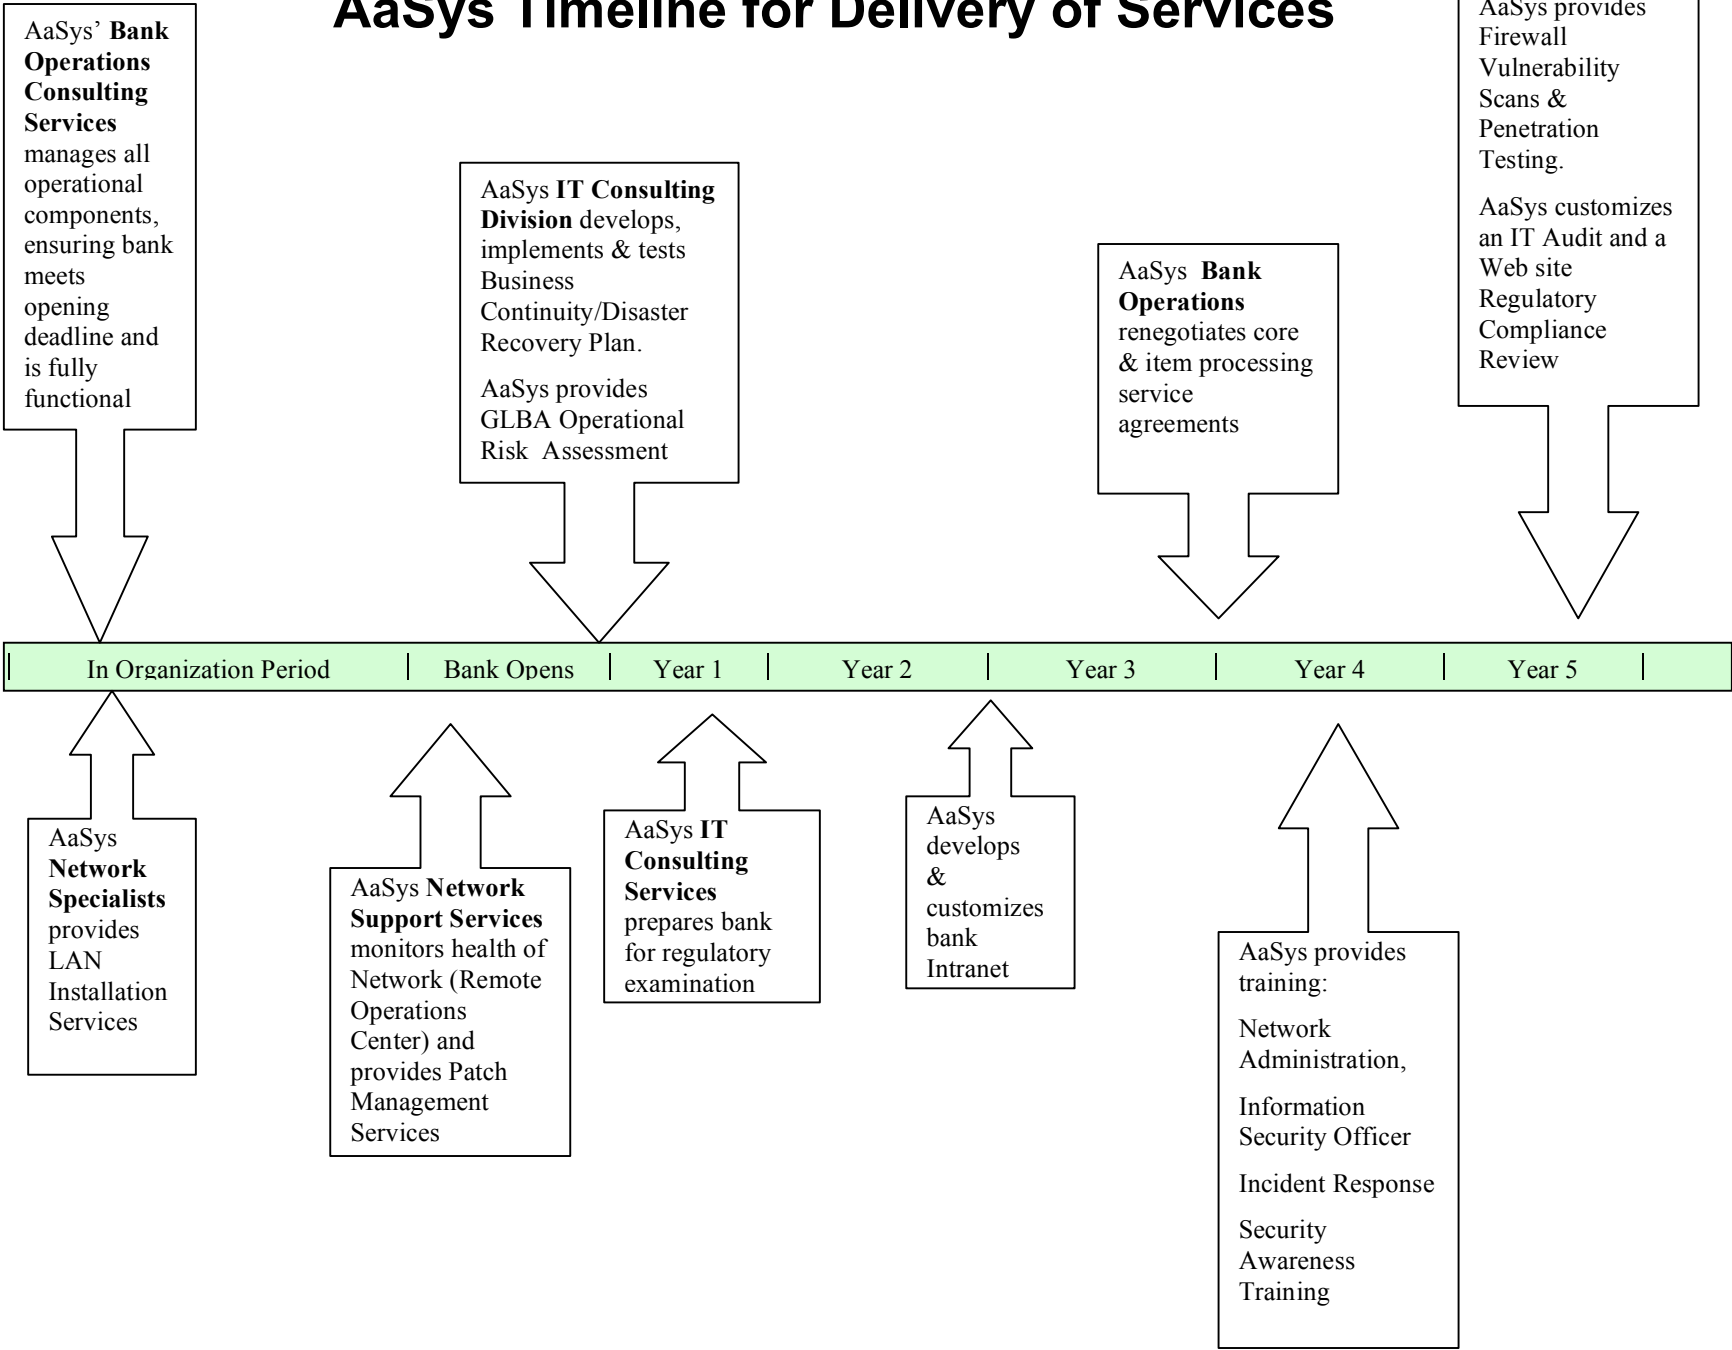 AaSys Timeline for Delivery of Services
AaSys’ Bank
Operations
Consulting
Services
manages all
operational
components,
ensuring bank
meets
opening
deadline and
is fully
functional
AaSys IT Consulting
Division develops,
implements & tests
Business
Continuity/Disaster
Recovery Plan.
AaSys provides
GLBA Operational
Risk Assessment
AaSys Bank
Operations
renegotiates core
& item processing
service
agreements
AaSys provides
Firewall
Vulnerability
Scans &
Penetration
Testing.
AaSys customizes
an IT Audit and a
Web site
Regulatory
Compliance
Review
| In Organization Period | Bank Opens | Year 1 | Year 2 | Year 3 | Year 4 | Year 5 |
AaSys
Network
Specialists
provides
LAN
Installation
Services
AaSys Network
Support Services
monitors health of
Network (Remote
Operations
Center) and
provides Patch
Management
Services
AaSys IT
Consulting
Services
prepares bank
for regulatory
examination
AaSys
develops
&
customizes
bank
Intranet
AaSys provides
training:
Network
Administration,
Information
Security Officer
Incident Response
Security
Awareness
Training